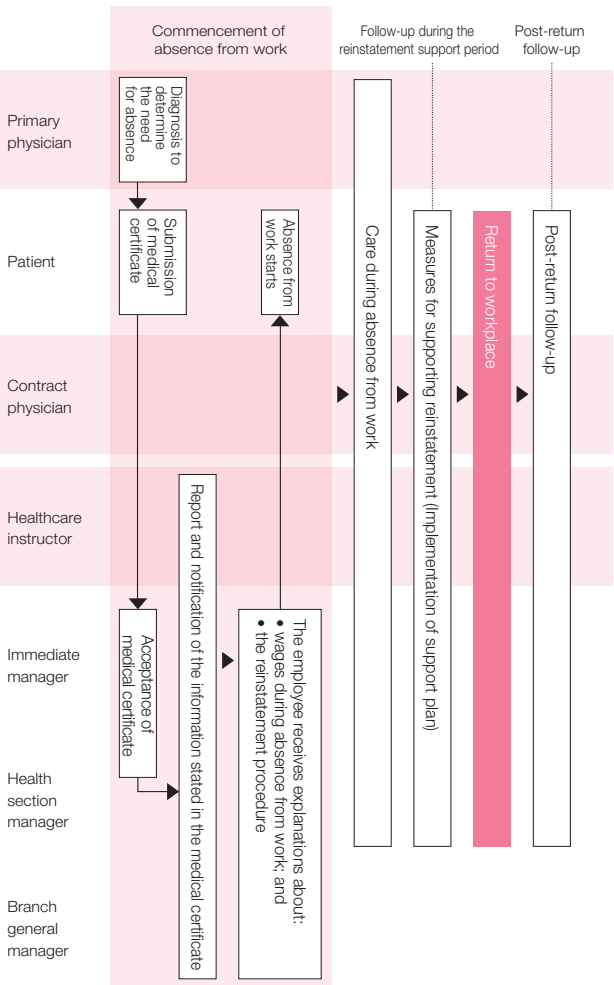 Commencement of
absence from work
Follow-up during the
reinstatement support period
Post-return
follow-up
Primary
physician
Diagnosis to
determine
the need
for absence
Patient
Submission
of medical
certificate
Absence from
work starts
Care during absence from work
Measures for supporting reinstatement (Implementation of support plan)
Return to workplace
Post-return follow-up
Contract
physician
Healthcare
instructor
Report and notification of the information stated in the medical certificate
Immediate
manager
Acceptance of
medical certificate
The employee receives explanations about:
• wages during absence from work; and
• the reinstatement procedure
Health
section
manager
Branch
general
manager